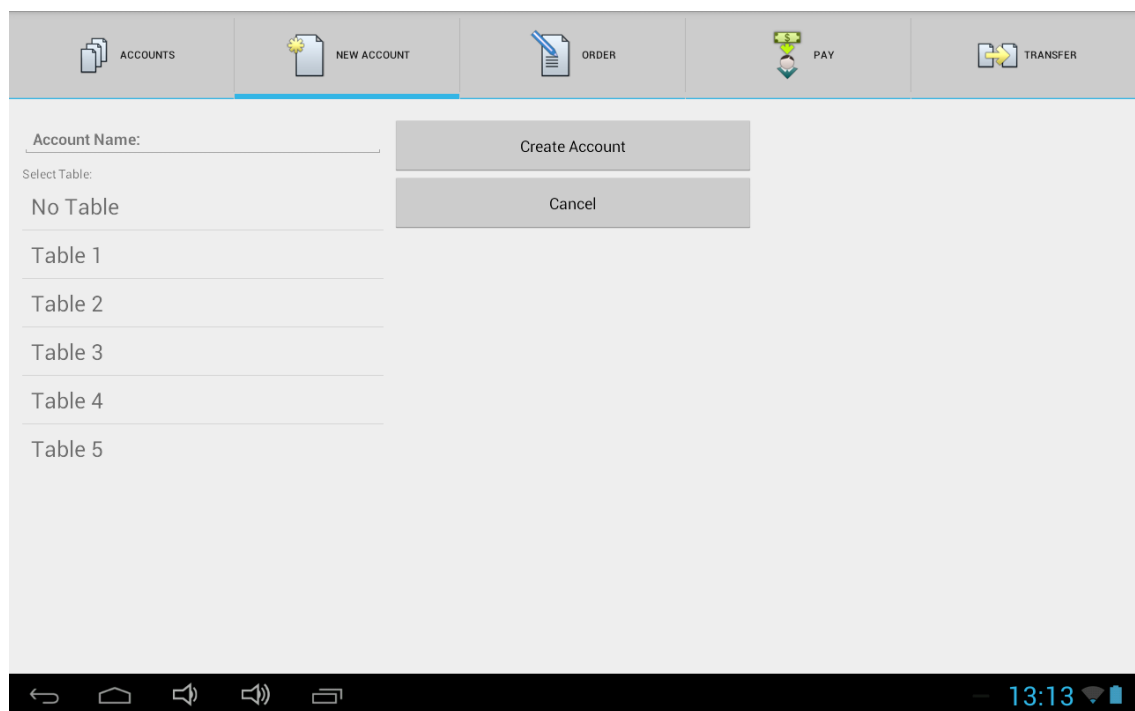 ACCOUNTS
NEW ACCOUNT
ORDER
$
PAY
TRANSFER
Account Name:
Create Account
Select Table:
No Table
Cancel
Table 1
Table 2
Table 3
Table 4
Table 5
13:13